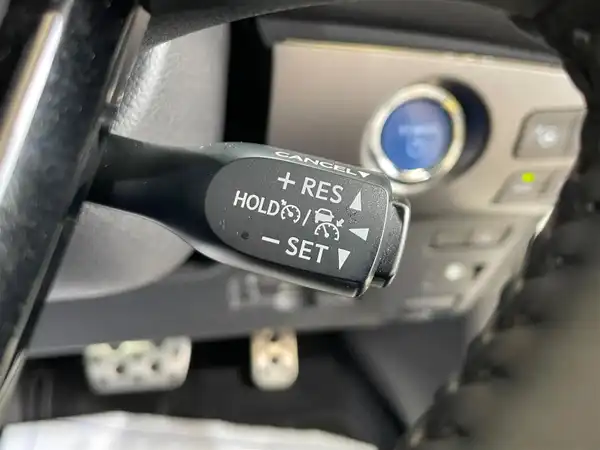 CANCEL
+ RES
HOLD /
- SET